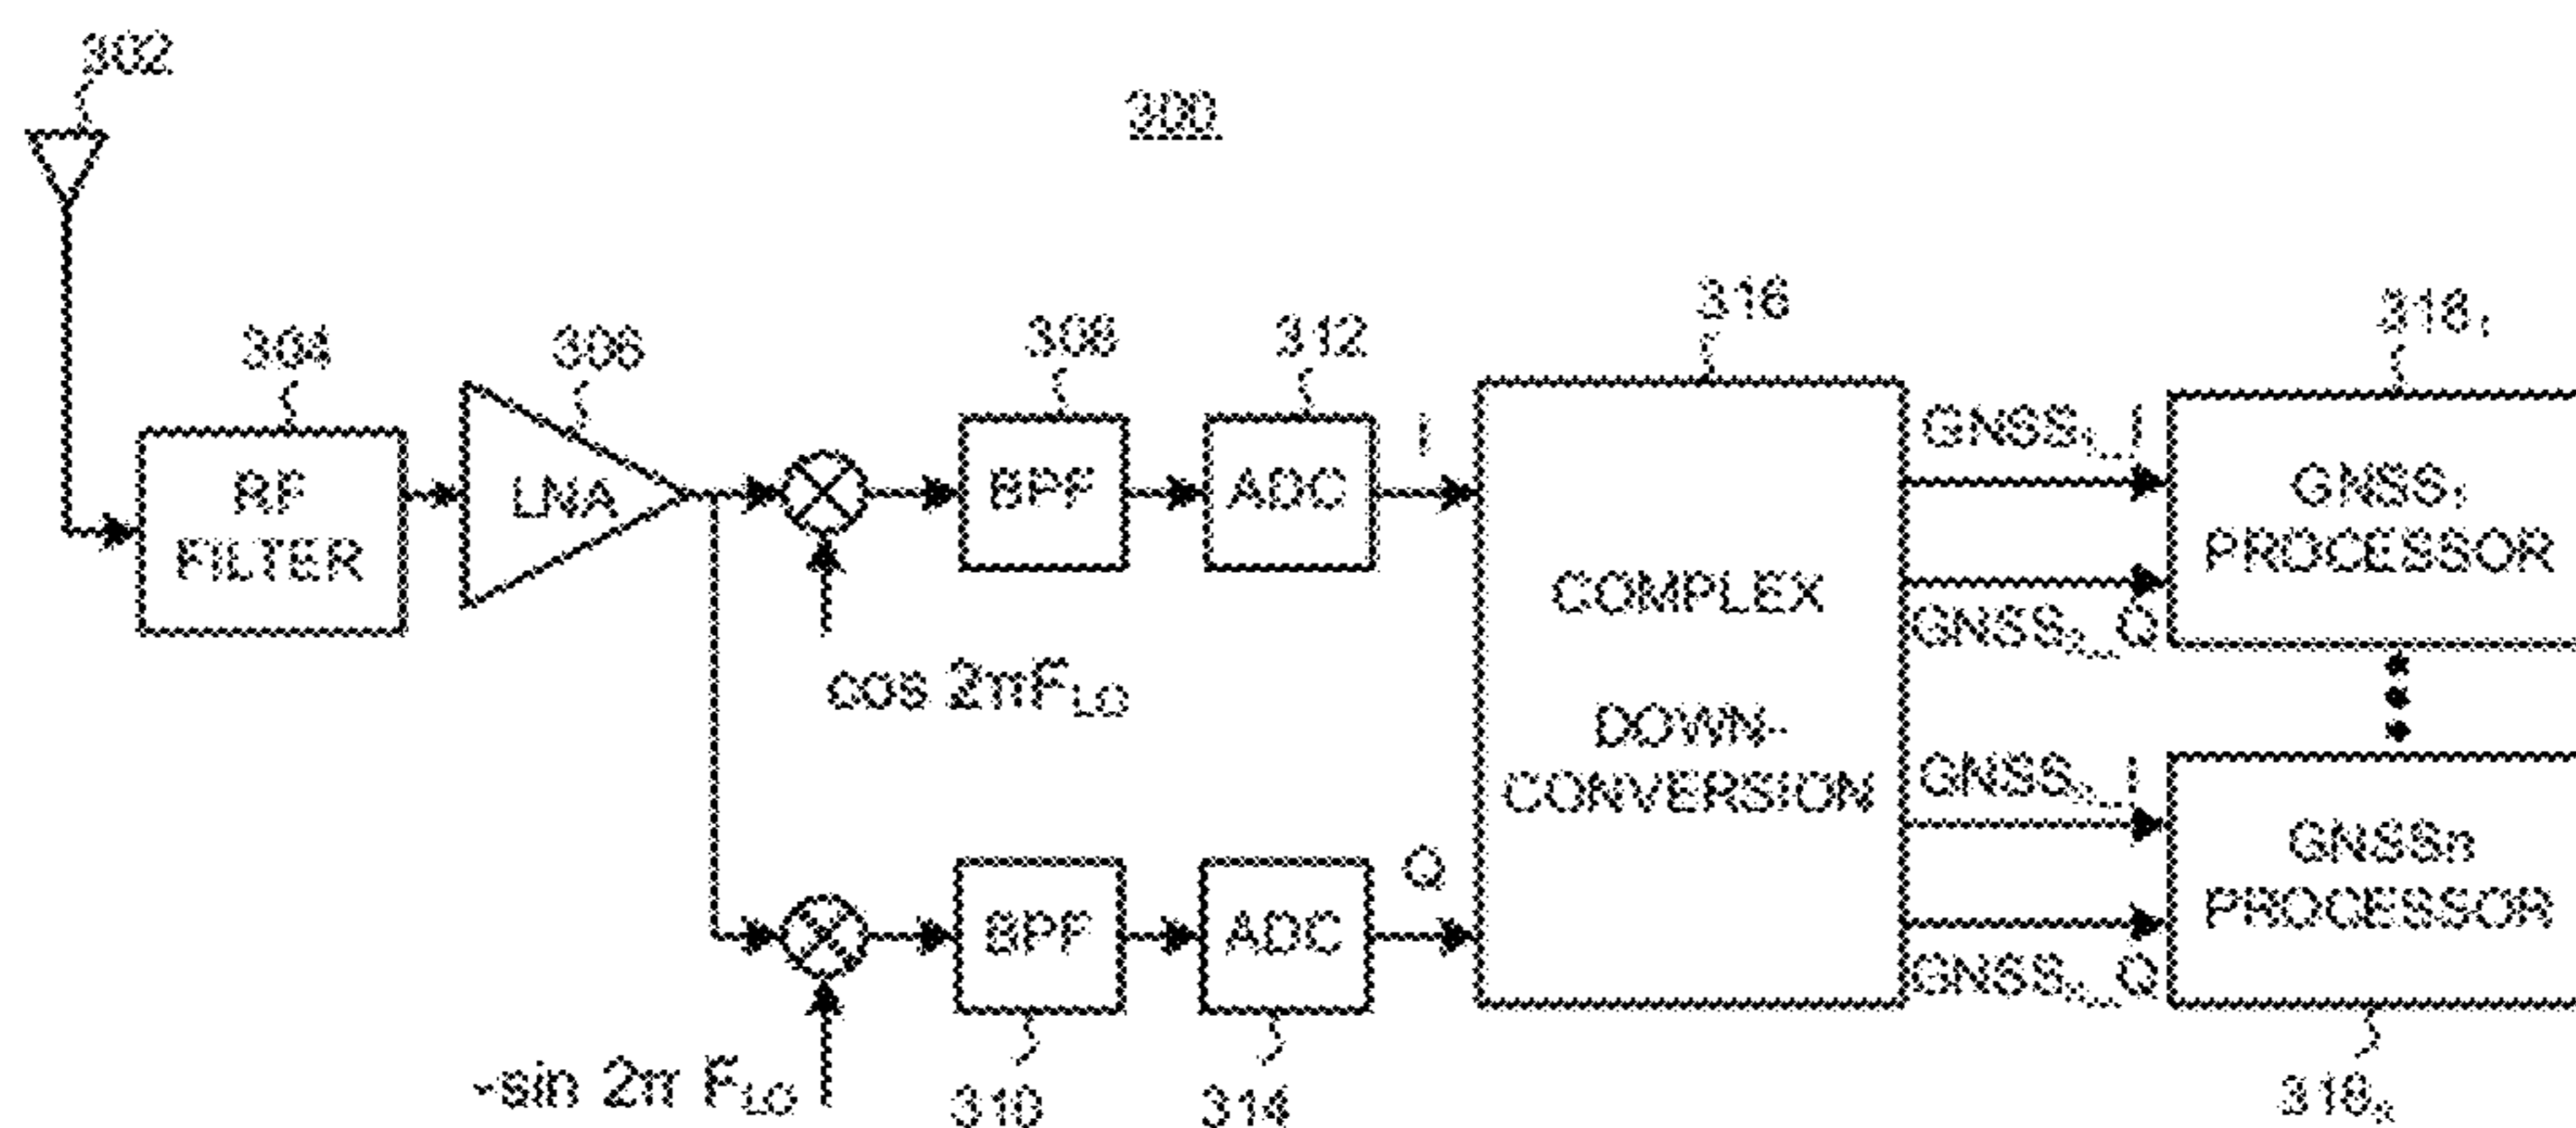 302
300
304
306
308
312
316
318₁
RF
FILTER
LNA
BPF
ADC
I
cos 2πF_LO
COMPLEX
DOWN-
CONVERSION
GNSS₁_I
GNSS₂_Q
GNSS₁
PROCESSOR
BPF
ADC
Q
-sin 2π F_LO
310
314
GNSSₙ_I
GNSSₙ_Q
GNSSn
PROCESSOR
318ₙ